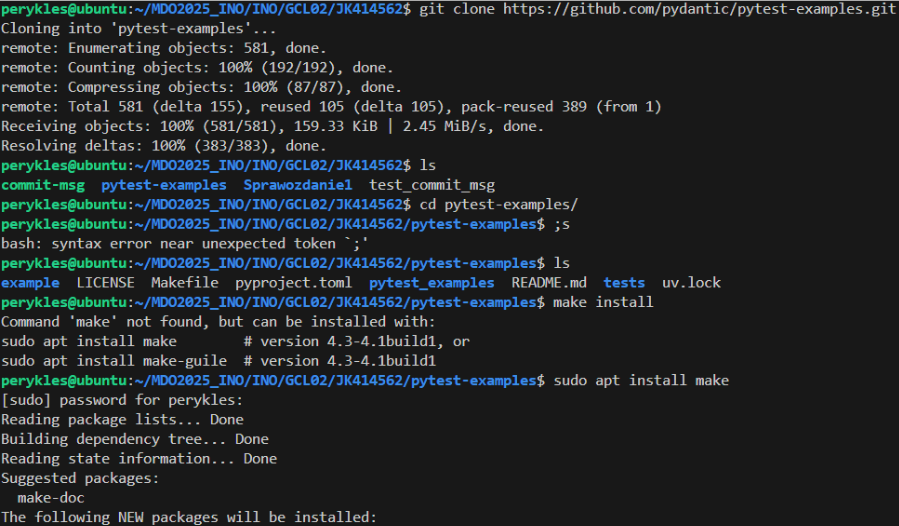 perykles@ubuntu:~/MDO2025_INO/INO/GCL02/JK414562$ git clone https://github.com/pydantic/pytest-examples.git
Cloning into 'pytest-examples'...
remote: Enumerating objects: 581, done.
remote: Counting objects: 100% (192/192), done.
remote: Compressing objects: 100% (87/87), done.
remote: Total 581 (delta 155), reused 105 (delta 105), pack-reused 389 (from 1)
Receiving objects: 100% (581/581), 159.33 KiB | 2.45 MiB/s, done.
Resolving deltas: 100% (383/383), done.
perykles@ubuntu:~/MDO2025_INO/INO/GCL02/JK414562$ ls
commit-msg  pytest-examples  Sprawozdanie1  test_commit_msg
perykles@ubuntu:~/MDO2025_INO/INO/GCL02/JK414562$ cd pytest-examples/
perykles@ubuntu:~/MDO2025_INO/INO/GCL02/JK414562/pytest-examples$ ;s
bash: syntax error near unexpected token `;'
perykles@ubuntu:~/MDO2025_INO/INO/GCL02/JK414562/pytest-examples$ ls
example  LICENSE  Makefile  pyproject.toml  pytest_examples  README.md  tests  uv.lock
perykles@ubuntu:~/MDO2025_INO/INO/GCL02/JK414562/pytest-examples$ make install
Command 'make' not found, but can be installed with:
sudo apt install make        # version 4.3-4.1build1, or
sudo apt install make-guile  # version 4.3-4.1build1
perykles@ubuntu:~/MDO2025_INO/INO/GCL02/JK414562/pytest-examples$ sudo apt install make
[sudo] password for perykles:
Reading package lists... Done
Building dependency tree... Done
Reading state information... Done
Suggested packages:
  make-doc
The following NEW packages will be installed: